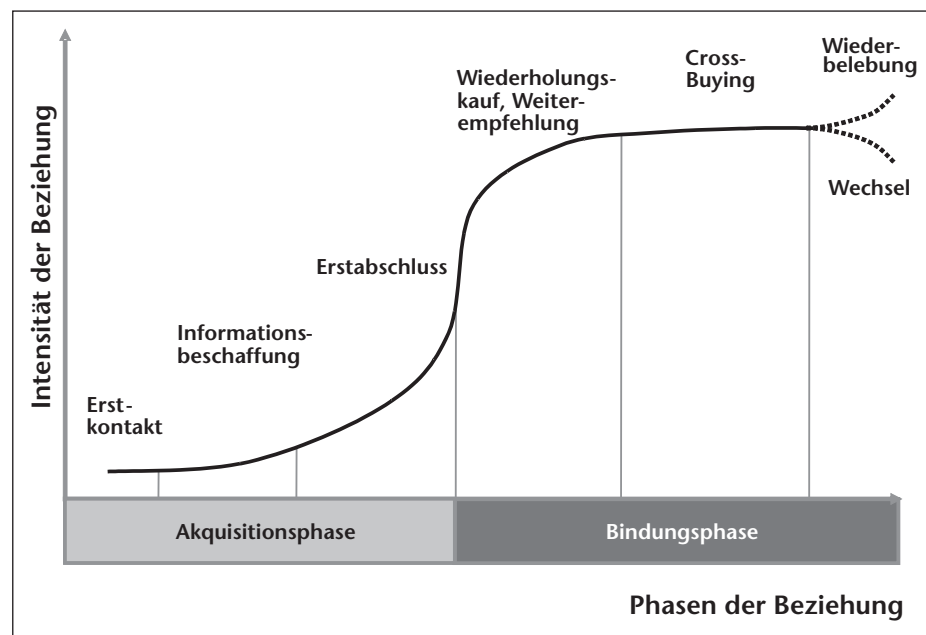 Intensität der Beziehung
Erst-
kontakt
Informations-
beschaffung
Erstabschluss
Wiederholungs-
kauf, Weiter-
empfehlung
Cross-
Buying
Wieder-
belebung
Wechsel
Akquisitionsphase
Bindungsphase
Phasen der Beziehung